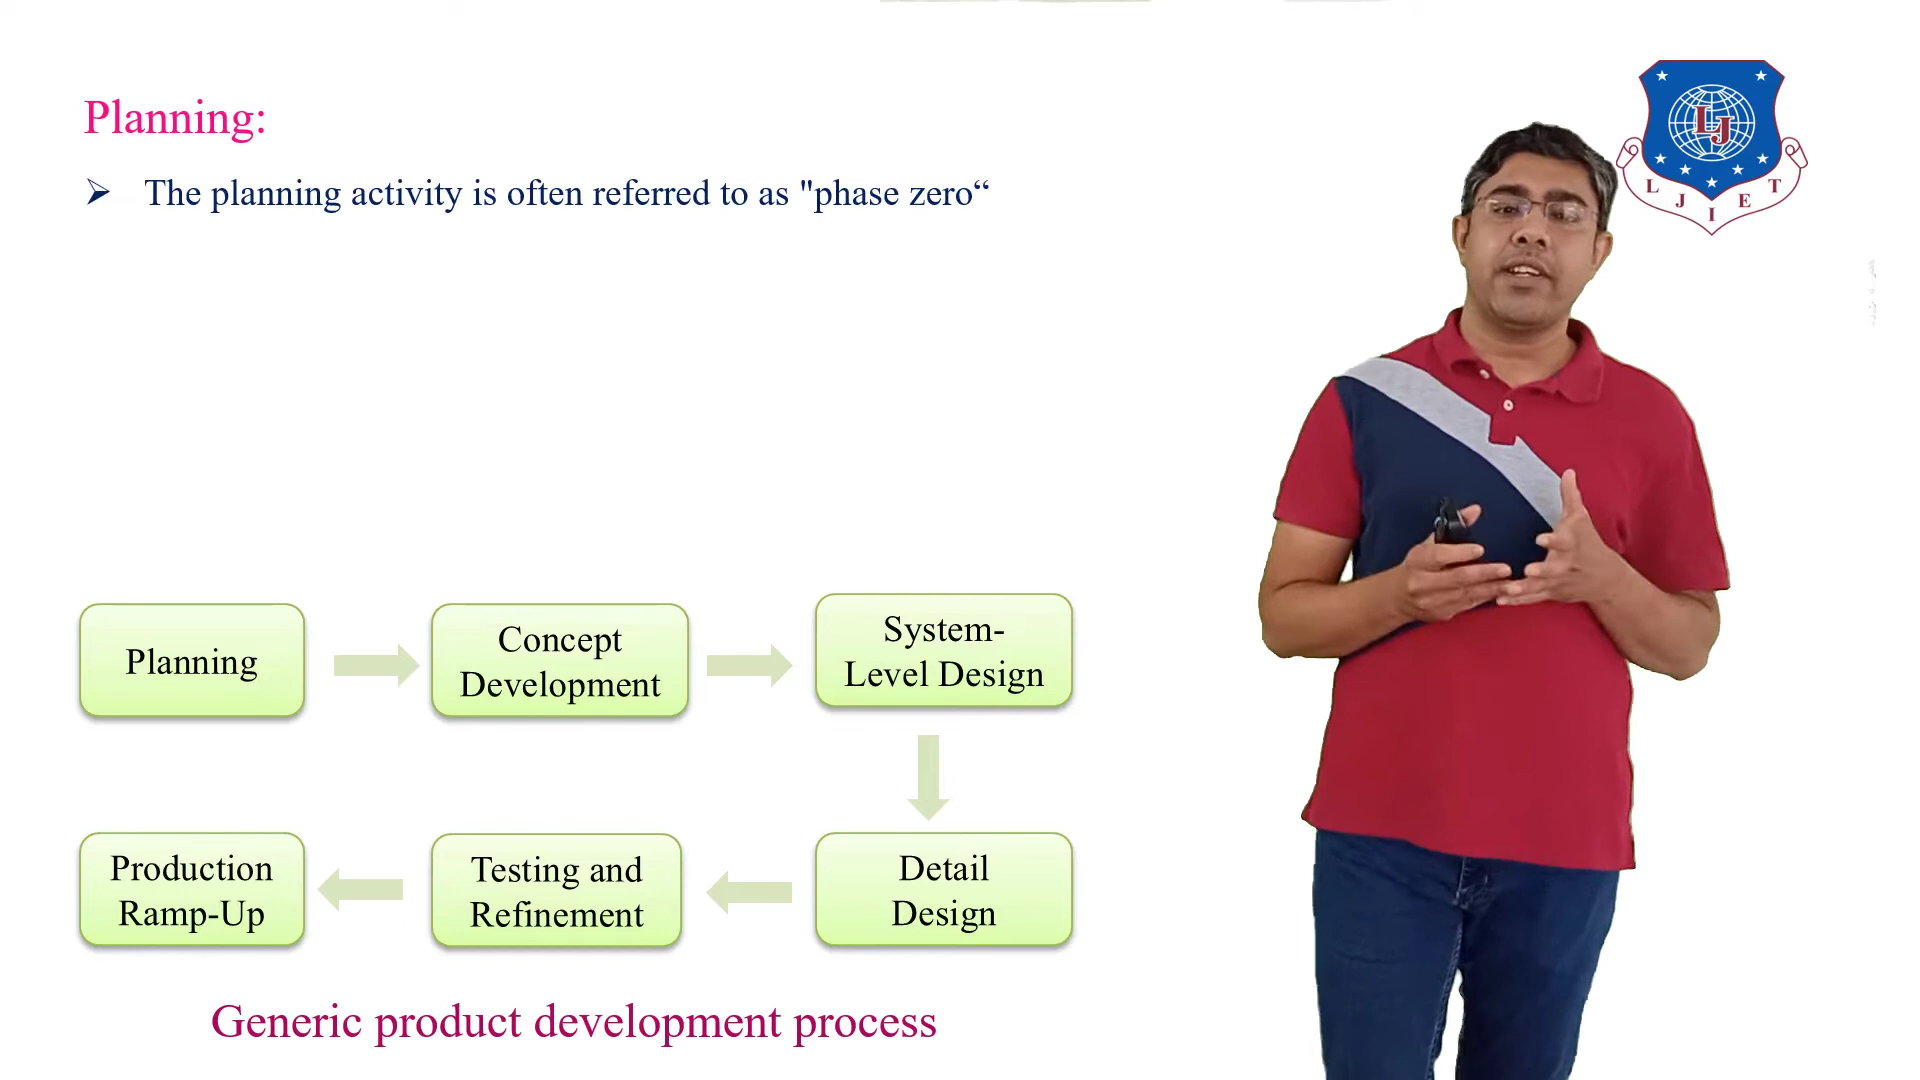 Planning:
➢ The planning activity is often referred to as "phase zero“
LJ
L J I E T
Planning
Concept
Development
System-
Level Design
Production
Ramp-Up
Testing and
Refinement
Detail
Design
Generic product development process